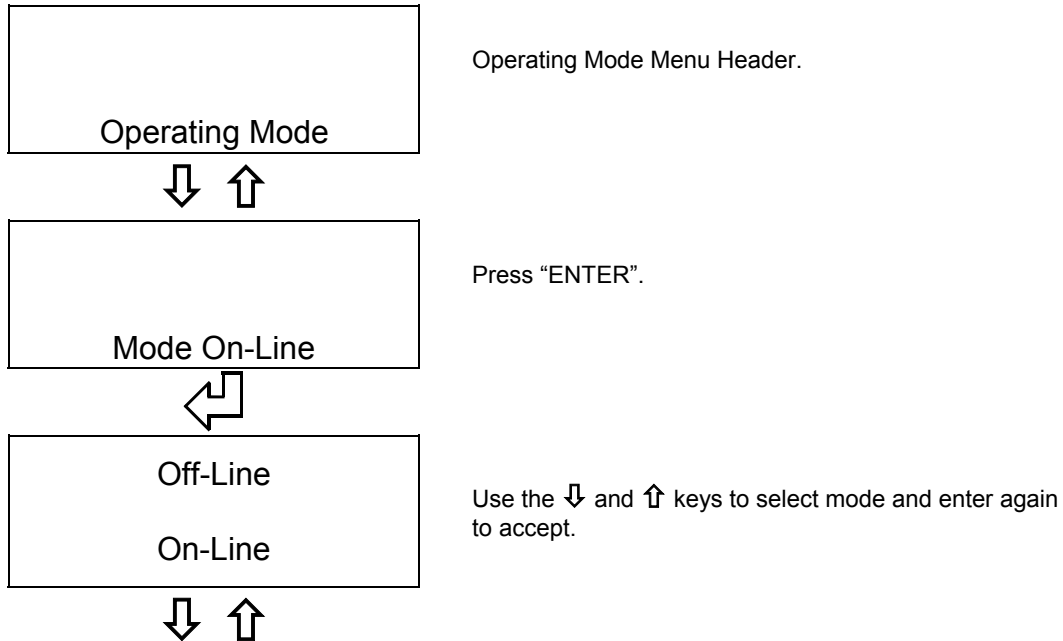 Operating Mode Menu Header.
Operating Mode
Press “ENTER”.
Mode On-Line
Off-Line
On-Line
Use the ⇩ and ⇧ keys to select mode and enter again
to accept.